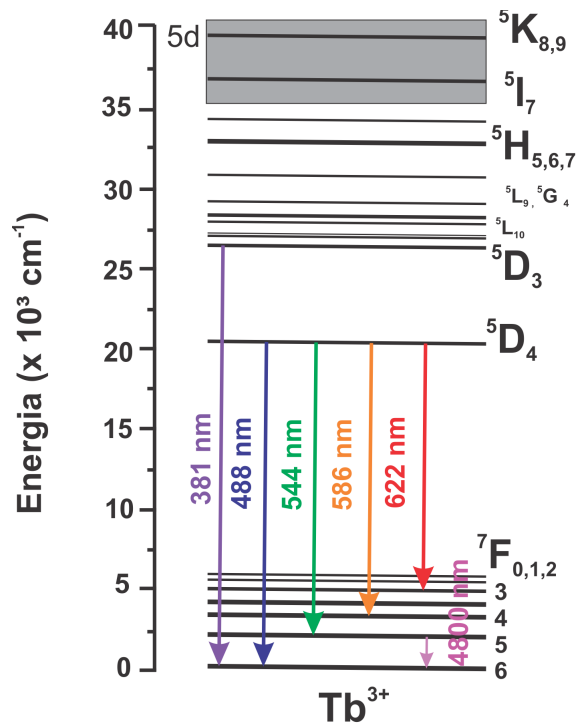 Energia (x 10³ cm⁻¹)
40
35
30
25
20
15
10
5
0
5d
⁵K₈,₉
⁵I₇
⁵H₅,₆,₇
⁵L₉, ⁵G₄
⁵L₁₀
⁵D₃
⁵D₄
381 nm
488 nm
544 nm
586 nm
622 nm
4800 nm
⁷F₀,₁,₂
3
4
5
6
Tb³⁺